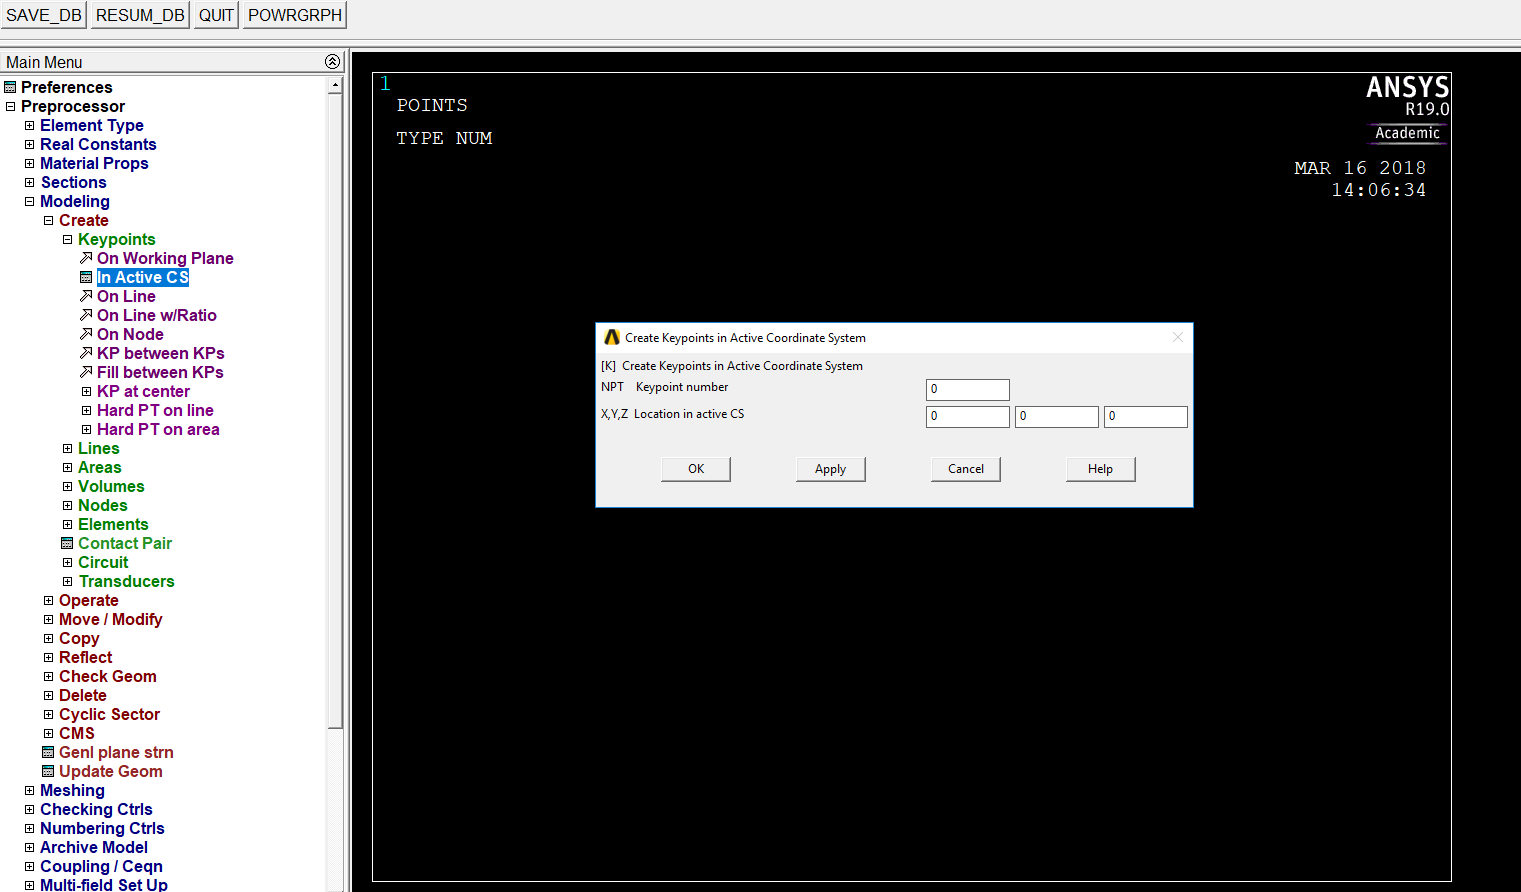 SAVE_DB RESUM_DB QUIT POWRGRPH
Main Menu
Preferences
Preprocessor
Element Type
Real Constants
Material Props
Sections
Modeling
Create
Keypoints
On Working Plane
In Active CS
On Line
On Line w/Ratio
On Node
KP between KPs
Fill between KPs
KP at center
Hard PT on line
Hard PT on area
Lines
Areas
Volumes
Nodes
Elements
Contact Pair
Circuit
Transducers
Operate
Move / Modify
Copy
Reflect
Check Geom
Delete
Cyclic Sector
CMS
Genl plane strn
Update Geom
Meshing
Checking Ctrls
Numbering Ctrls
Archive Model
Coupling / Ceqn
Multi-field Set Up
1
POINTS
TYPE NUM
ANSYS
R19.0
Academic
MAR 16 2018
14:06:34
Create Keypoints in Active Coordinate System
[K] Create Keypoints in Active Coordinate System
NPT Keypoint number 0
X,Y,Z Location in active CS 0 0 0
OK Apply Cancel Help